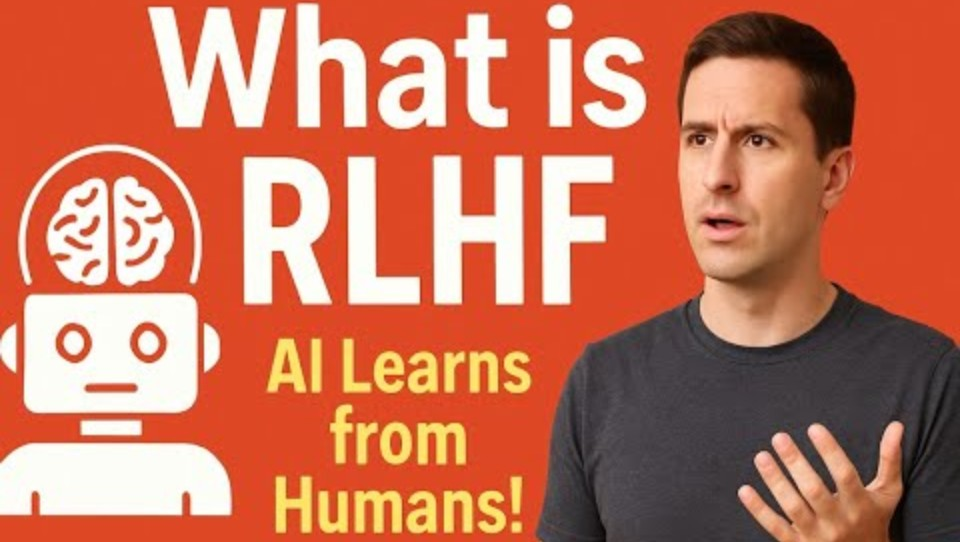 What is
RLHF
AI Learns
from
Humans!